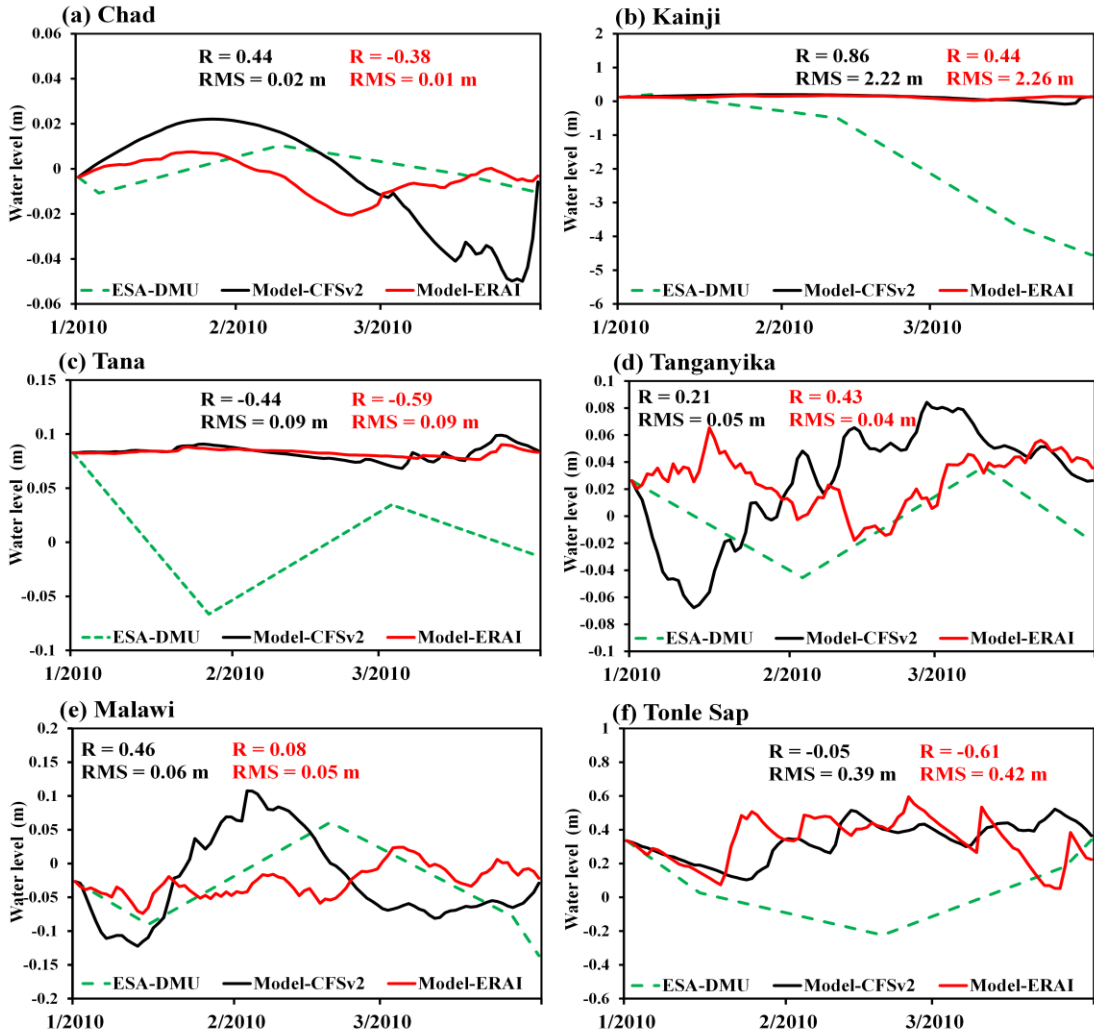 (a) Chad
0.06
0.04
0.02
0
-0.02
-0.04
-0.06
Water level (m)
R = 0.44
RMS = 0.02 m
R = -0.38
RMS = 0.01 m
ESA-DMU Model-CFSv2 Model-ERAI
1/2010 2/2010 3/2010
(b) Kainji
2
1
0
-1
-2
-3
-4
-5
-6
Water level (m)
R = 0.86
RMS = 2.22 m
R = 0.44
RMS = 2.26 m
ESA-DMU Model-CFSv2 Model-ERAI
1/2010 2/2010 3/2010
(c) Tana
0.15
0.1
0.05
0
-0.05
-0.1
Water level (m)
R = -0.44
RMS = 0.09 m
R = -0.59
RMS = 0.09 m
ESA-DMU Model-CFSv2 Model-ERAI
1/2010 2/2010 3/2010
(d) Tanganyika
0.1
0.08
0.06
0.04
0.02
0
-0.02
-0.04
-0.06
-0.08
-0.1
Water level (m)
R = 0.21
RMS = 0.05 m
R = 0.43
RMS = 0.04 m
ESA-DMU Model-CFSv2 Model-ERAI
1/2010 2/2010 3/2010
(e) Malawi
0.2
0.15
0.1
0.05
0
-0.05
-0.1
-0.15
-0.2
Water level (m)
R = 0.46
RMS = 0.06 m
R = 0.08
RMS = 0.05 m
ESA-DMU Model-CFSv2 Model-ERAI
1/2010 2/2010 3/2010
(f) Tonle Sap
1
0.8
0.6
0.4
0.2
0
-0.2
-0.4
-0.6
Water level (m)
R = -0.05
RMS = 0.39 m
R = -0.61
RMS = 0.42 m
ESA-DMU Model-CFSv2 Model-ERAI
1/2010 2/2010 3/2010